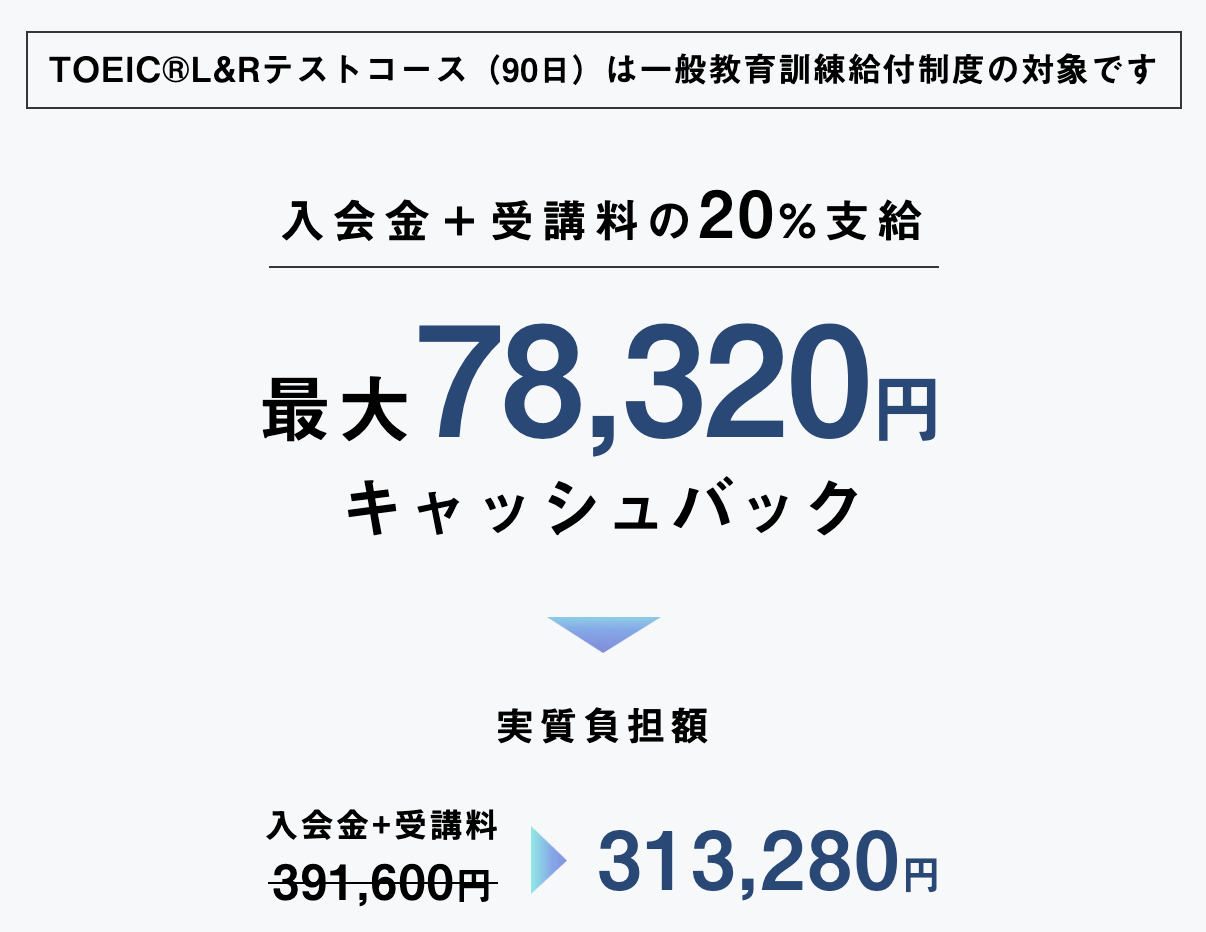 TOEIC®L&Rテストコース（90日）は一般教育訓練給付制度の対象です
入会金＋受講料の20%支給
最大78,320円
キャッシュバック
実質負担額
入会金+受講料
391,600円
313,280円